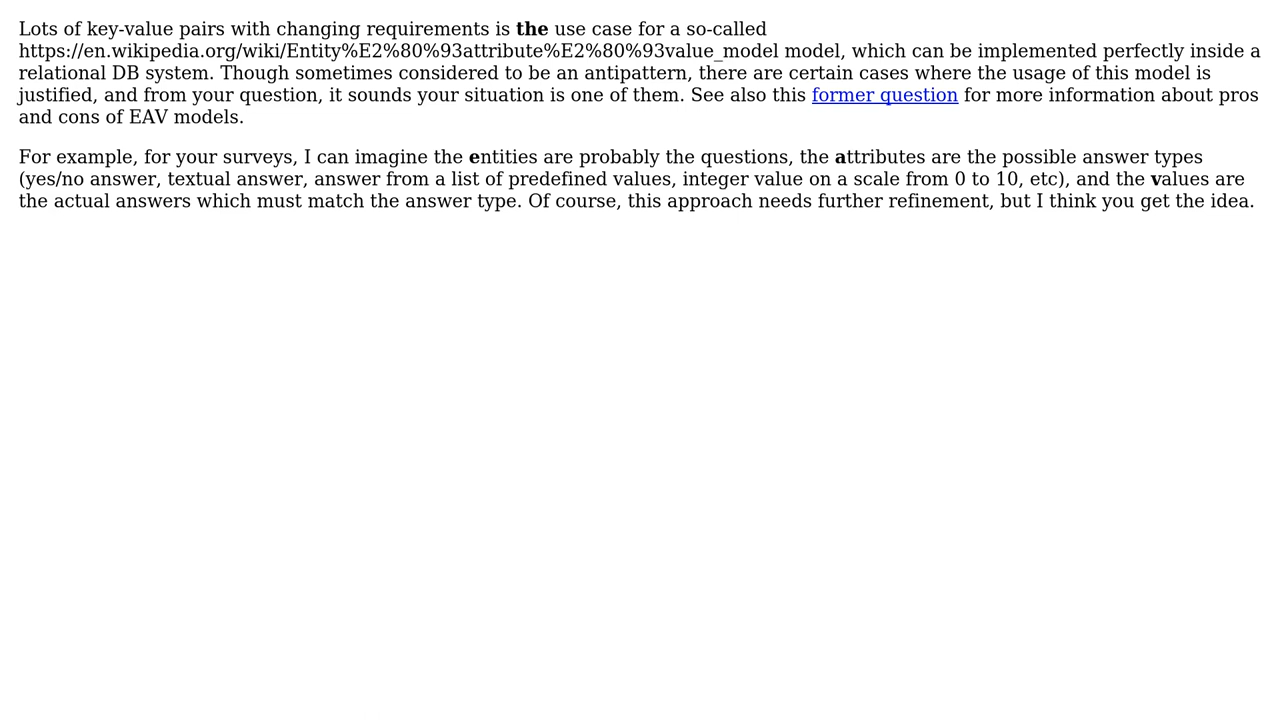 Lots of key-value pairs with changing requirements is the use case for a so-called
https://en.wikipedia.org/wiki/Entity%E2%80%93attribute%E2%80%93value_model model, which can be implemented perfectly inside a
relational DB system. Though sometimes considered to be an antipattern, there are certain cases where the usage of this model is
justified, and from your question, it sounds your situation is one of them. See also this former question for more information about pros
and cons of EAV models.
For example, for your surveys, I can imagine the entities are probably the questions, the attributes are the possible answer types
(yes/no answer, textual answer, answer from a list of predefined values, integer value on a scale from 0 to 10, etc), and the values are
the actual answers which must match the answer type. Of course, this approach needs further refinement, but I think you get the idea.